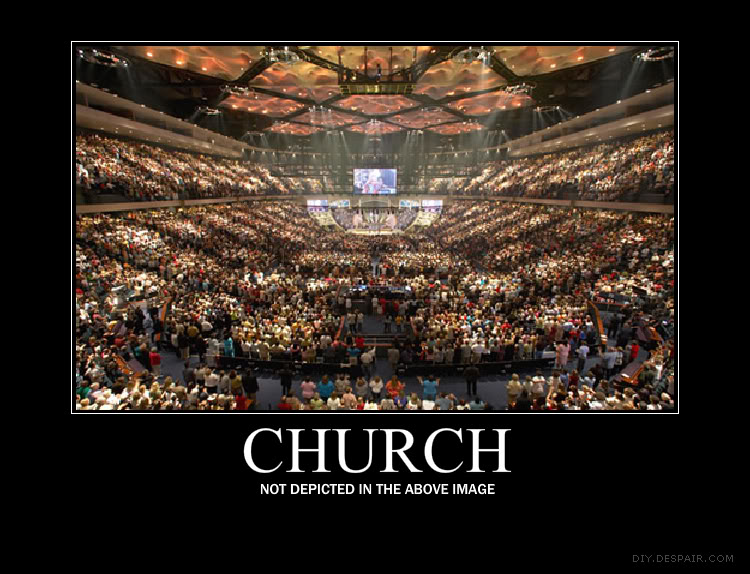 CHURCH
NOT DEPICTED IN THE ABOVE IMAGE
DIY.DESPAIR.COM